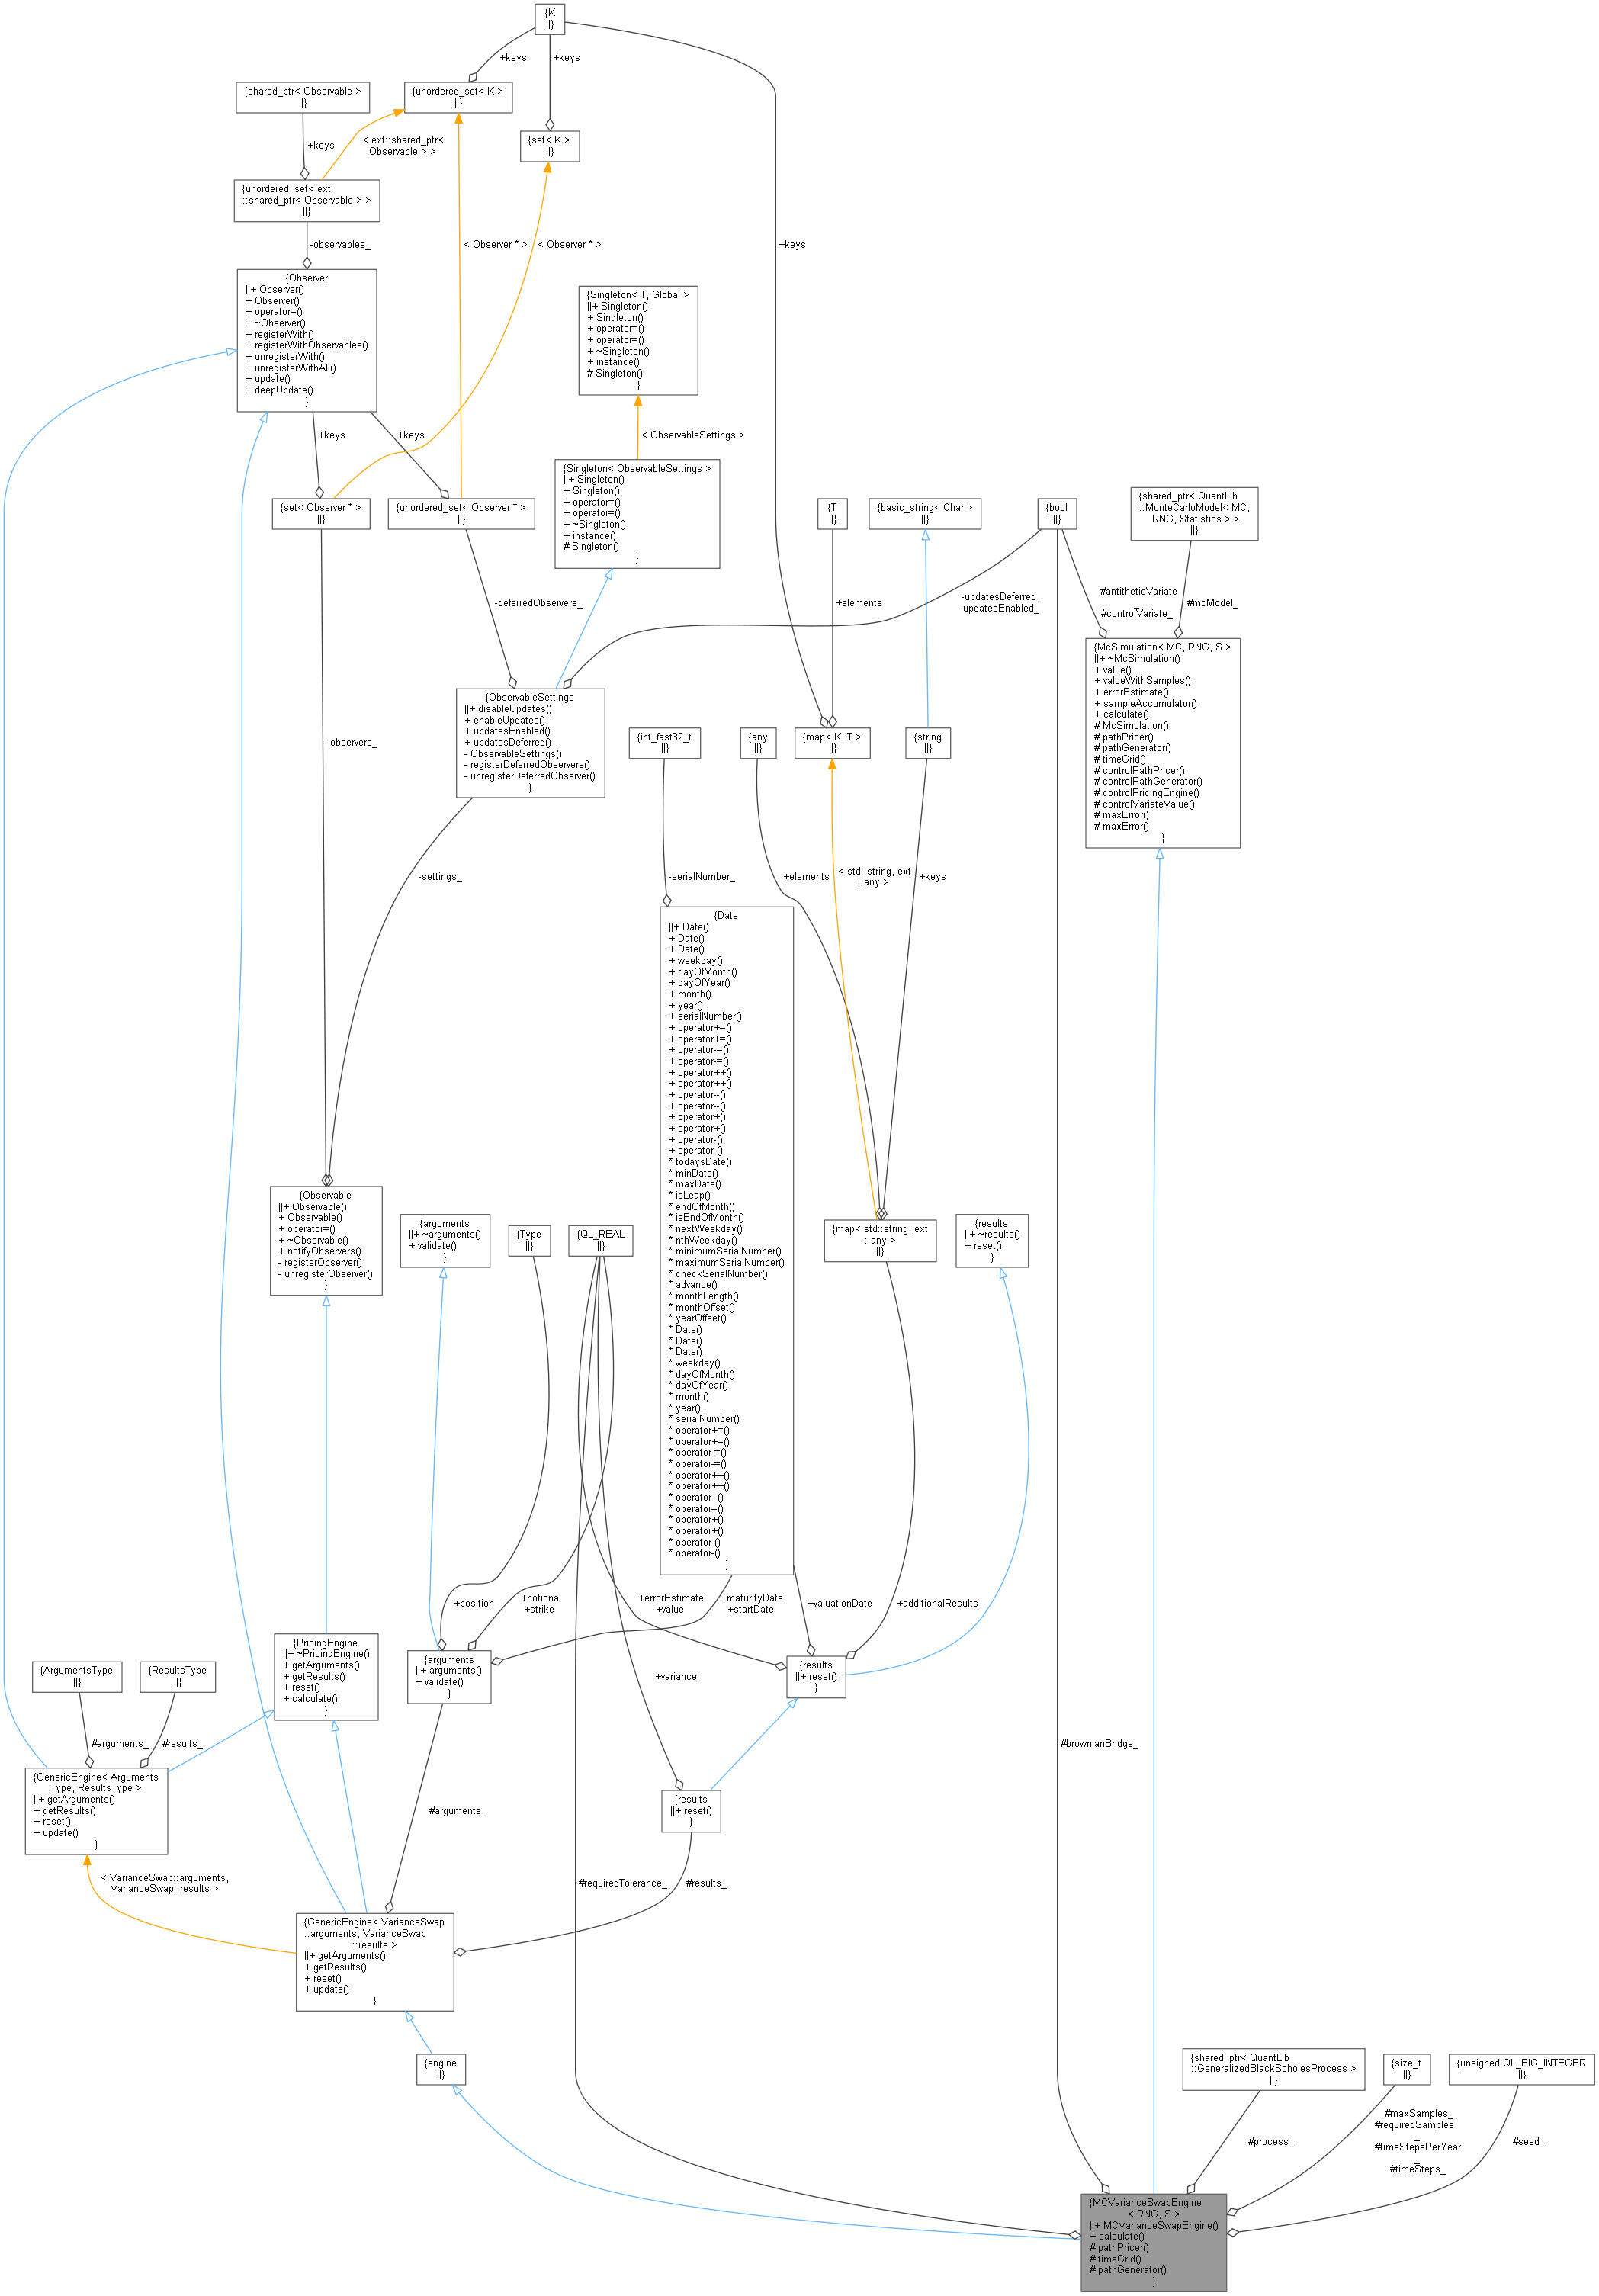 {K
||}
+keys
+keys
{shared_ptr< Observable >
||}
{unordered_set< K >
||}
{set< K >
||}
+keys
< ext::shared_ptr<
Observable > >
{unordered_set< ext
::shared_ptr< Observable > >
||}
-observables_
< Observer * >
< Observer * >
+keys
{Observer
||+ Observer()
+ Observer()
+ operator=()
+ ~Observer()
+ registerWith()
+ registerWithObservables()
+ unregisterWith()
+ unregisterWithAll()
+ update()
+ deepUpdate()
}
{Singleton< T, Global >
||+ Singleton()
+ Singleton()
+ operator=()
+ operator=()
+ ~Singleton()
+ instance()
# Singleton()
}
+keys
+keys
< ObservableSettings >
{set< Observer * >
||}
{unordered_set< Observer * >
||}
{Singleton< ObservableSettings >
||+ Singleton()
+ Singleton()
+ operator=()
+ operator=()
+ ~Singleton()
+ instance()
# Singleton()
}
{T
||}
{basic_string< Char >
||}
{bool
||}
{shared_ptr< QuantLib
::MonteCarloModel< MC,
RNG, Statistics > >
||}
-deferredObservers_
+elements
-updatesDeferred_
-updatesEnabled_
#antitheticVariate
_
#controlVariate_
#mcModel_
{McSimulation< MC, RNG, S >
||+ ~McSimulation()
+ value()
+ valueWithSamples()
+ errorEstimate()
+ sampleAccumulator()
+ calculate()
# McSimulation()
# pathPricer()
# pathGenerator()
# timeGrid()
# controlPathPricer()
# controlPathGenerator()
# controlPricingEngine()
# controlVariateValue()
# maxError()
# maxError()
}
{ObservableSettings
||+ disableUpdates()
+ enableUpdates()
+ updatesEnabled()
+ updatesDeferred()
- ObservableSettings()
- registerDeferredObservers()
- unregisterDeferredObserver()
}
-observers_
{int_fast32_t
||}
{any
||}
{map< K, T >
||}
{string
||}
-settings_
-serialNumber_
+elements
< std::string, ext
::any >
+keys
{Date
||+ Date()
+ Date()
+ Date()
+ weekday()
+ dayOfMonth()
+ dayOfYear()
+ month()
+ year()
+ serialNumber()
+ operator+=()
+ operator+=()
+ operator-=()
+ operator-=()
+ operator++()
+ operator++()
+ operator--()
+ operator--()
+ operator+()
+ operator+()
+ operator-()
+ operator-()
* todaysDate()
* minDate()
* maxDate()
* isLeap()
* endOfMonth()
* isEndOfMonth()
* nextWeekday()
* nthWeekday()
* minimumSerialNumber()
* maximumSerialNumber()
* checkSerialNumber()
* advance()
* monthLength()
* monthOffset()
* yearOffset()
* Date()
* Date()
* Date()
* weekday()
* dayOfMonth()
* dayOfYear()
* month()
* year()
* serialNumber()
* operator+=()
* operator+=()
* operator-=()
* operator-=()
* operator++()
* operator++()
* operator--()
* operator--()
* operator+()
* operator+()
* operator-()
* operator-()
}
{Observable
||+ Observable()
+ Observable()
+ operator=()
+ ~Observable()
+ notifyObservers()
- registerObserver()
- unregisterObserver()
}
{arguments
||+ ~arguments()
+ validate()
}
{Type
||}
{QL_REAL
||}
{map< std::string, ext
::any >
||}
{results
||+ ~results()
+ reset()
}
+position
+notional
+strike
+errorEstimate
+value
+maturityDate
+startDate
+valuationDate
+additionalResults
{PricingEngine
||+ ~PricingEngine()
+ getArguments()
+ getResults()
+ reset()
+ calculate()
}
{arguments
||+ arguments()
+ validate()
}
{results
||+ reset()
}
{ArgumentsType
||}
{ResultsType
||}
+variance
#arguments_
#results_
#brownianBridge_
{GenericEngine< Arguments
Type, ResultsType >
||+ getArguments()
+ getResults()
+ reset()
+ update()
}
{results
||+ reset()
}
#arguments_
< VarianceSwap::arguments,
VarianceSwap::results >
#requiredTolerance_
#results_
{GenericEngine< VarianceSwap
::arguments, VarianceSwap
::results >
||+ getArguments()
+ getResults()
+ reset()
+ update()
}
{engine
||}
{shared_ptr< QuantLib
::GeneralizedBlackScholesProcess >
||}
{size_t
||}
{unsigned QL_BIG_INTEGER
||}
#process_
#maxSamples_
#requiredSamples
_
#timeStepsPerYear
_
#timeSteps_
#seed_
{MCVarianceSwapEngine
< RNG, S >
||+ MCVarianceSwapEngine()
+ calculate()
# pathPricer()
# timeGrid()
# pathGenerator()
}